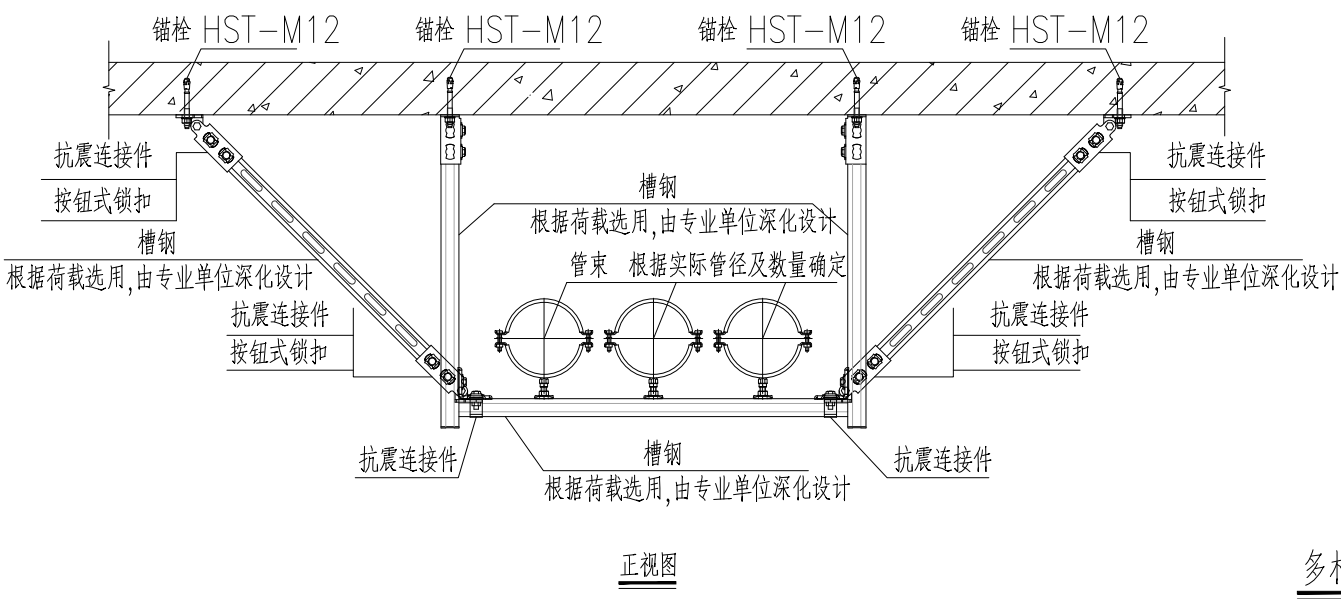 锚栓 HST-M12
锚栓 HST-M12
锚栓 HST-M12
锚栓 HST-M12
抗震连接件
按钮式锁扣
槽钢
根据荷载选用,由专业单位深化设计
抗震连接件
按钮式锁扣
槽钢
根据荷载选用,由专业单位深化设计
管束 根据实际管径及数量确定
抗震连接件
按钮式锁扣
槽钢
根据荷载选用,由专业单位深化设计
抗震连接件
按钮式锁扣
抗震连接件
槽钢
根据荷载选用,由专业单位深化设计
抗震连接件
正视图
多